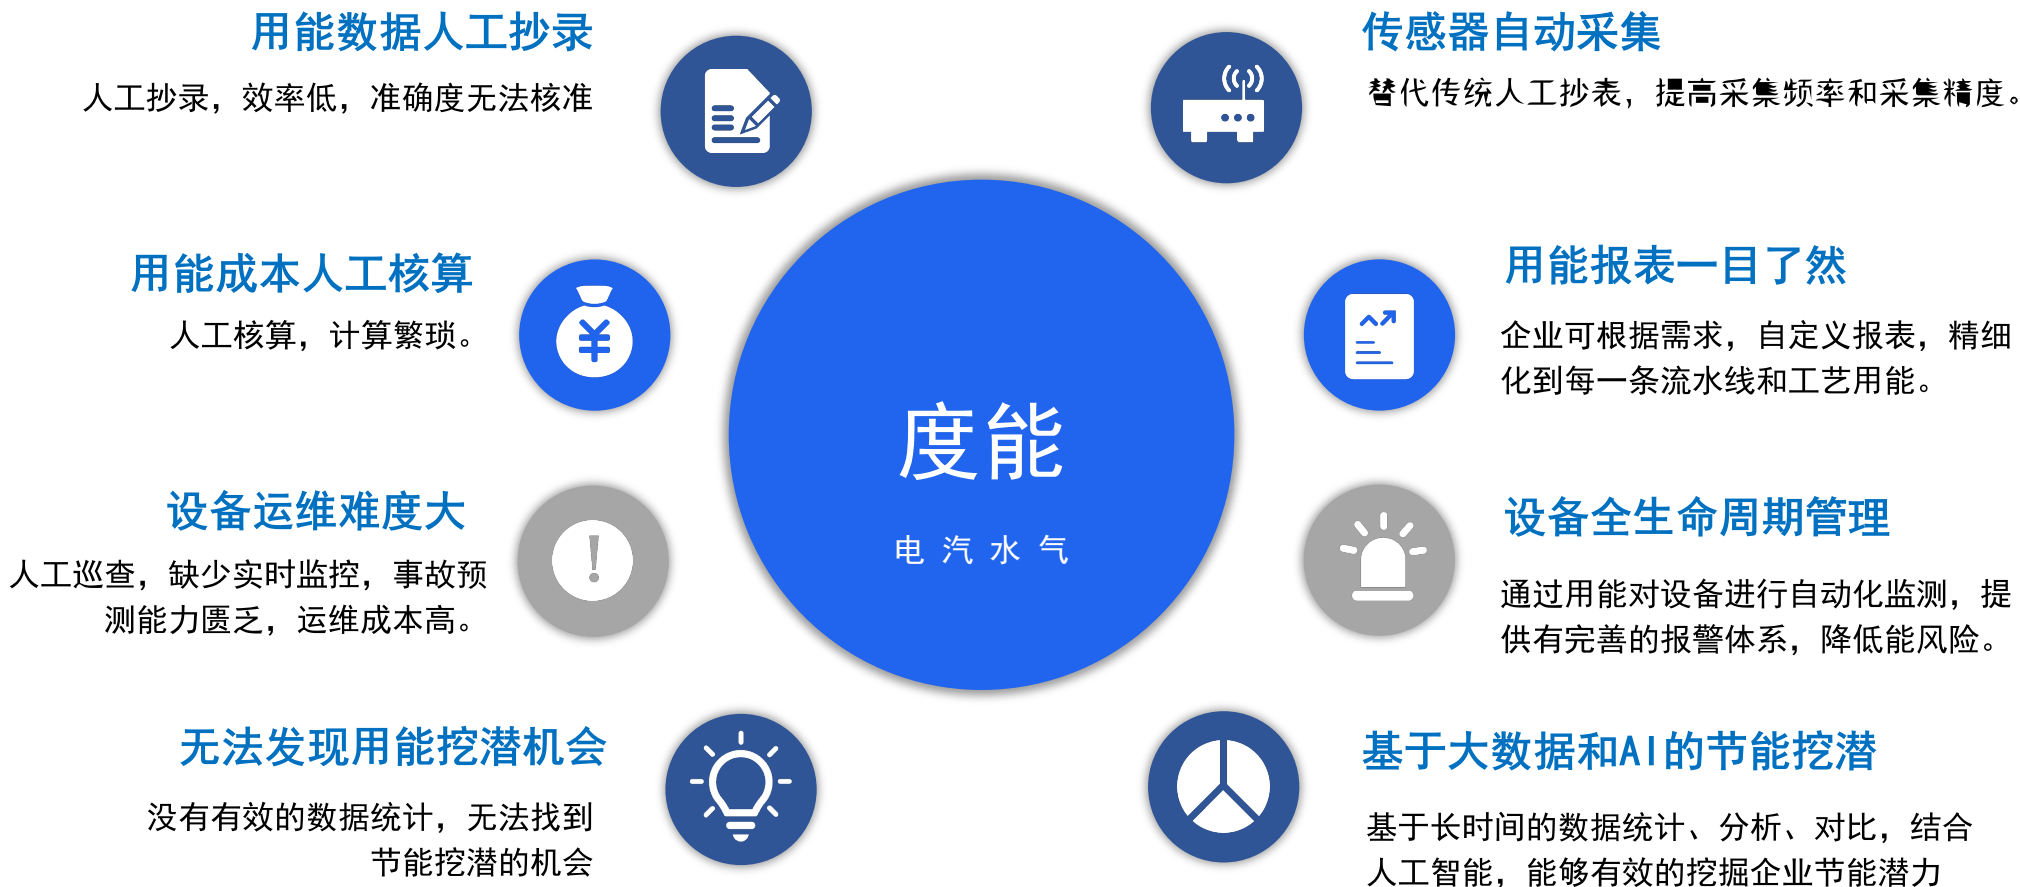 用能数据人工抄录
人工抄录，效率低，准确度无法核准
用能成本人工核算
人工核算，计算繁琐。
设备运维难度大
人工巡查，缺少实时监控，事故预
测能力匮乏，运维成本高。
无法发现用能挖潜机会
没有有效的数据统计，无法找到
节能挖潜的机会
度能
电汽水气
传感器自动采集
替代传统人工抄表，提高采集频率和采集精度。
用能报表一目了然
企业可根据需求，自定义报表，精细
化到每一条流水线和工艺用能。
设备全生命周期管理
通过用能对设备进行自动化监测，提
供有完善的报警体系，降低能风险。
基于大数据和AI的节能挖潜
基于长时间的数据统计、分析、对比，结合
人工智能，能够有效的挖掘企业节能潜力